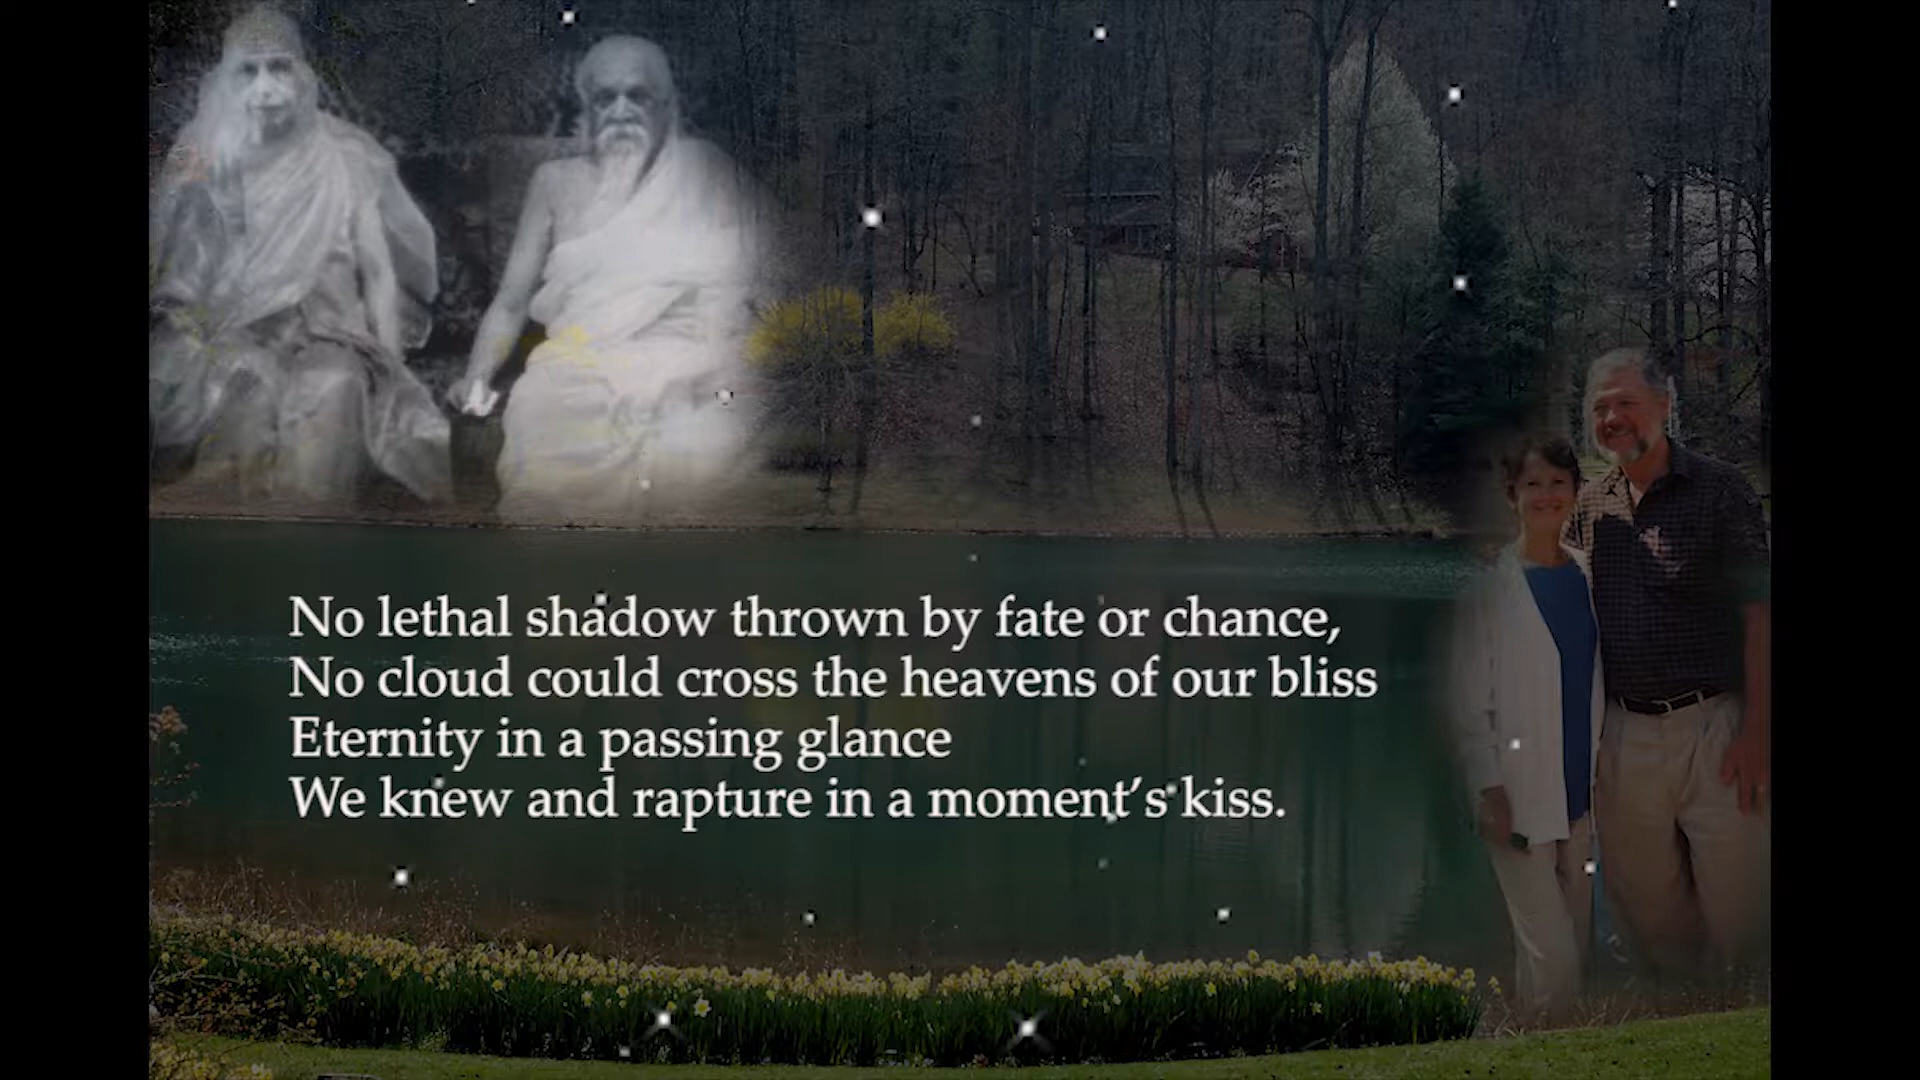 No lethal shadow thrown by fate or chance,
No cloud could cross the heavens of our bliss
Eternity in a passing glance
We knew and rapture in a moment’s kiss.